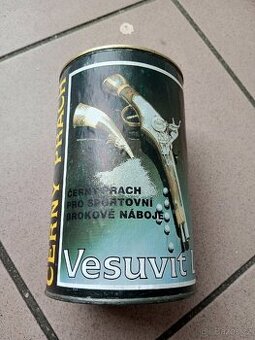 ČERNÝ PRACH
ČERNÝ PRACH
PRO SPORTOVNÍ
BROKOVÉ NÁBOJE
Vesuvit